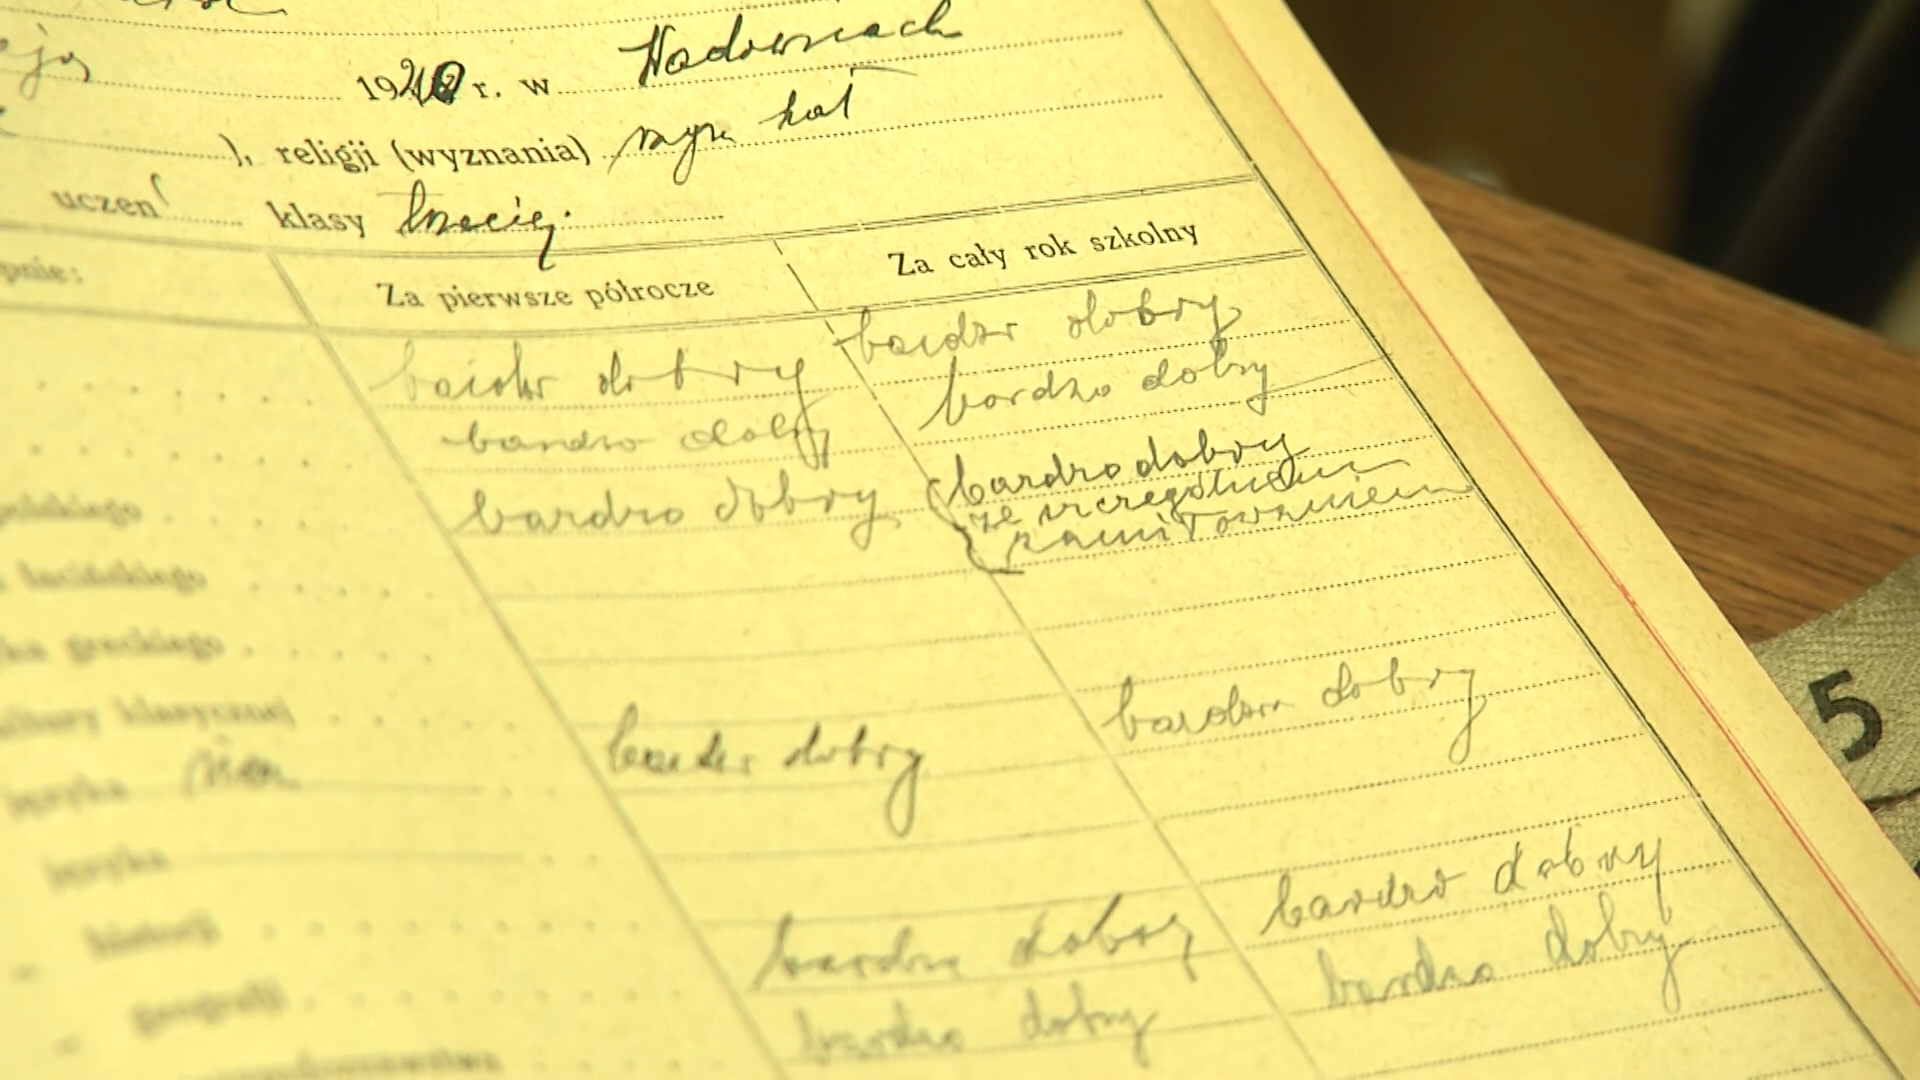 1920 r. w Wadowicach
), religji (wyznania) rzym kat
uczeń klasy trzeciej.
Za pierwsze półrocze Za cały rok szkolny
bardzo dobry bardzo dobry
bardzo dobry bardzo dobry
polskiego bardzo dobry bardzo dobry
ze szczególnem
zamiłowaniem
łacińskiego
greckiego
kultury klasycznej
języka niem bardzo dobry bardzo dobry
języka
" historji bardzo dobry bardzo dobry
" geografji bardzo dobry bardzo dobry
5